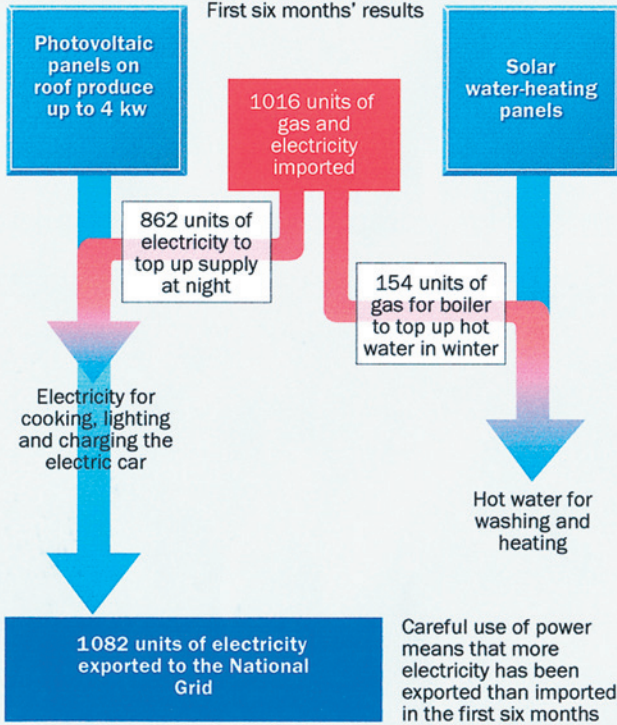 First six months' results
Photovoltaic
panels on
roof produce
up to 4 kw
1016 units of
gas and
electricity
imported
Solar
water-heating
panels
862 units of
electricity to
top up supply
at night
154 units of
gas for boiler
to top up hot
water in winter
Electricity for
cooking, lighting
and charging the
electric car
Hot water for
washing and
heating
1082 units of electricity
exported to the National
Grid
Careful use of power
means that more
electricity has been
exported than imported
in the first six months